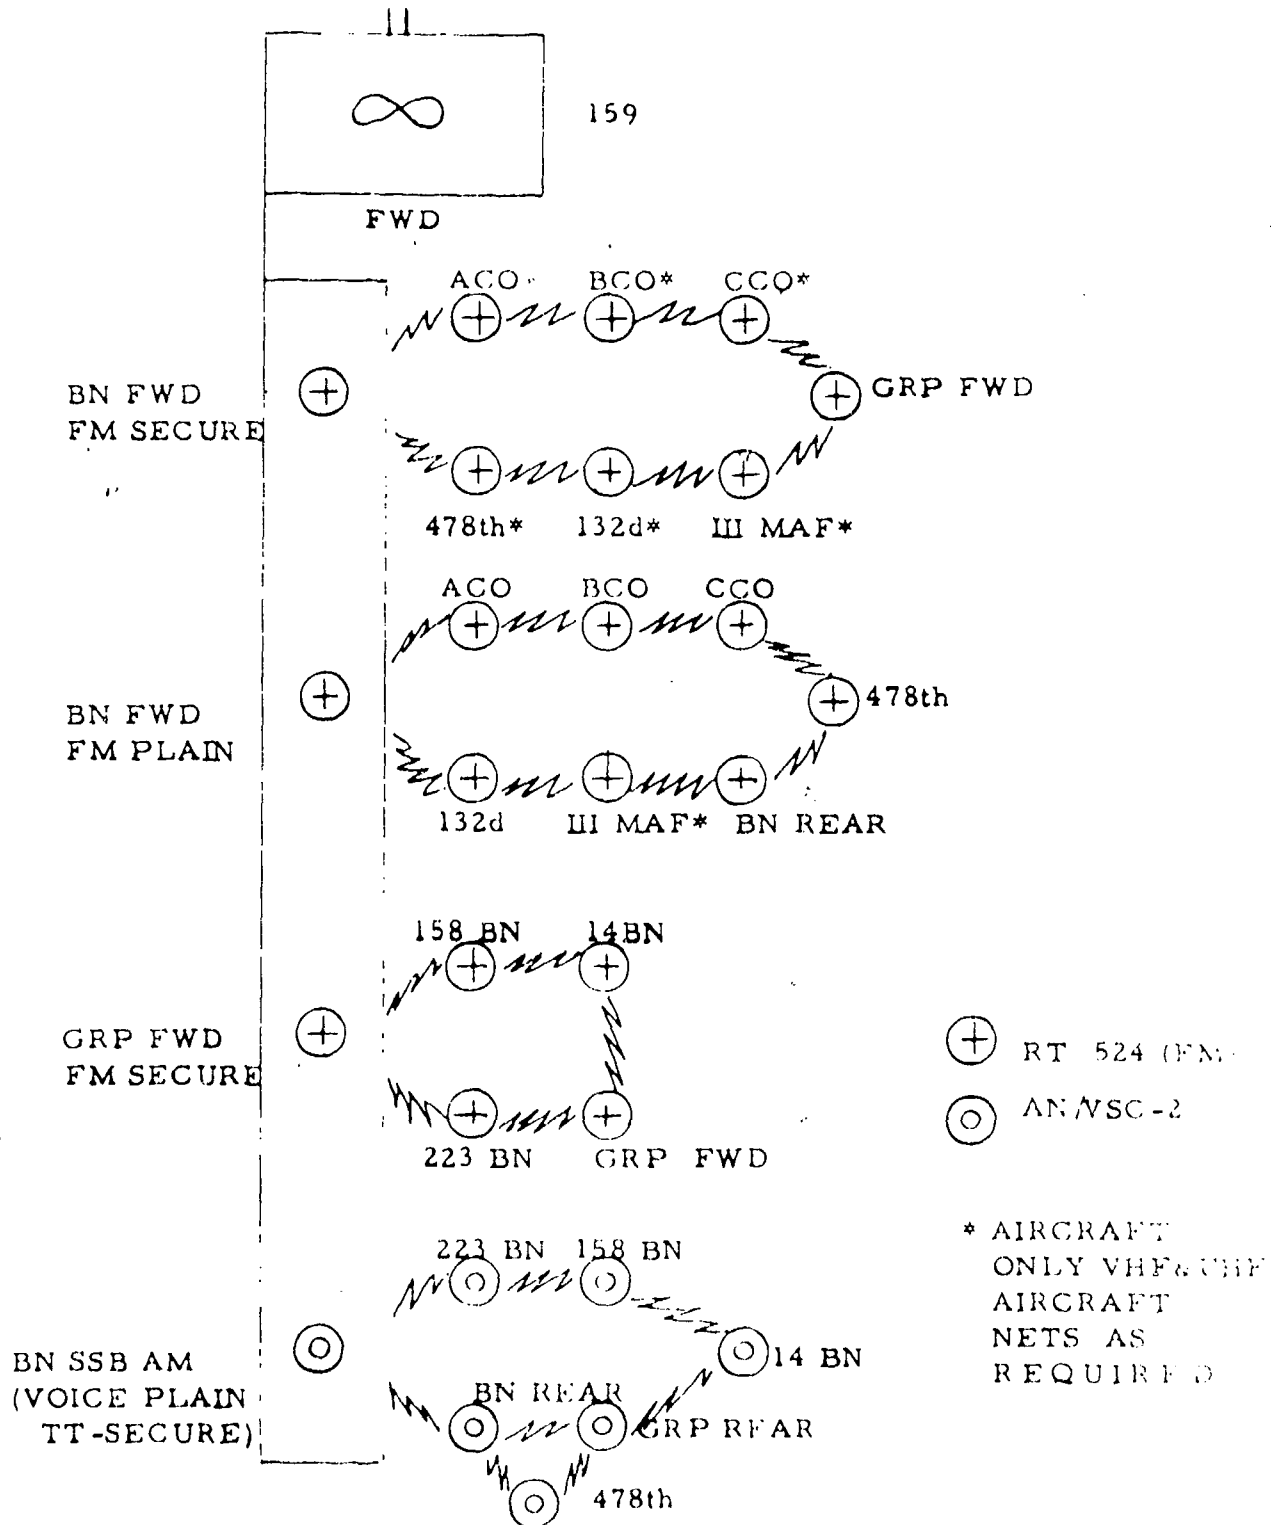 159
FWD
ACO BCO* CCO*
BN FWD
FM SECURE
GRP FWD
478th* 132d* III MAF*
ACO BCO CCO
BN FWD
FM PLAIN
478th
132d III MAF* BN REAR
158 BN 14BN
GRP FWD
FM SECURE
223 BN GRP FWD
RT 524 (FM)
AN/VSC-2
223 BN 158 BN
BN SSB AM
(VOICE PLAIN
TT-SECURE)
14 BN
BN REAR
GRP REAR
478th
* AIRCRAFT
ONLY VHF & UHF
AIRCRAFT
NETS AS
REQUIRED